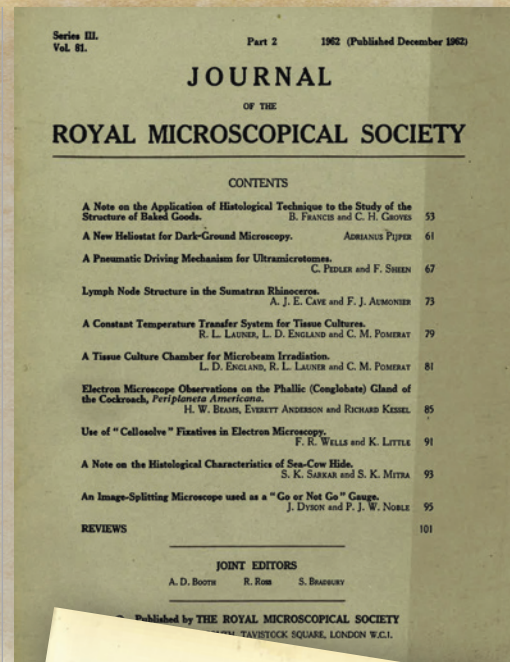 Series III.
Vol. 81.
Part 2
1962 (Published December 1962)
JOURNAL
OF THE
ROYAL MICROSCOPICAL SOCIETY
CONTENTS
A Note on the Application of Histological Technique to the Study of the
Structure of Baked Goods. B. FRANCIS and C. H. GROVES 53
A New Heliostat for Dark-Ground Microscopy. ADRIANUS PIJPER 61
A Pneumatic Driving Mechanism for Ultramicrotomes.
C. PEDLER and F. SHEEN 67
Lymph Node Structure in the Sumatran Rhinoceros.
A. J. E. CAVE and F. J. AUMONIER 73
A Constant Temperature Transfer System for Tissue Cultures.
R. L. LAUNER, L. D. ENGLAND and C. M. POMERAT 79
A Tissue Culture Chamber for Microbeam Irradiation.
L. D. ENGLAND, R. L. LAUNER and C. M. POMERAT 81
Electron Microscope Observations on the Phallic (Conglobate) Gland of
the Cockroach, Periplaneta Americana.
H. W. BEAMS, EVERETT ANDERSON and RICHARD KESSEL 85
Use of "Cellosolve" Fixatives in Electron Microscopy.
F. R. WELLS and K. LITTLE 91
A Note on the Histological Characteristics of Sea-Cow Hide.
S. K. SARKAR and S. K. MITRA 93
An Image-Splitting Microscope used as a "Go or Not Go" Gauge.
J. DYSON and P. J. W. NOBLE 95
REVIEWS 101
JOINT EDITORS
A. D. BOOTH R. ROSS S. BRADBURY
Published by THE ROYAL MICROSCOPICAL SOCIETY
TAVISTOCK SQUARE, LONDON W.C.1.